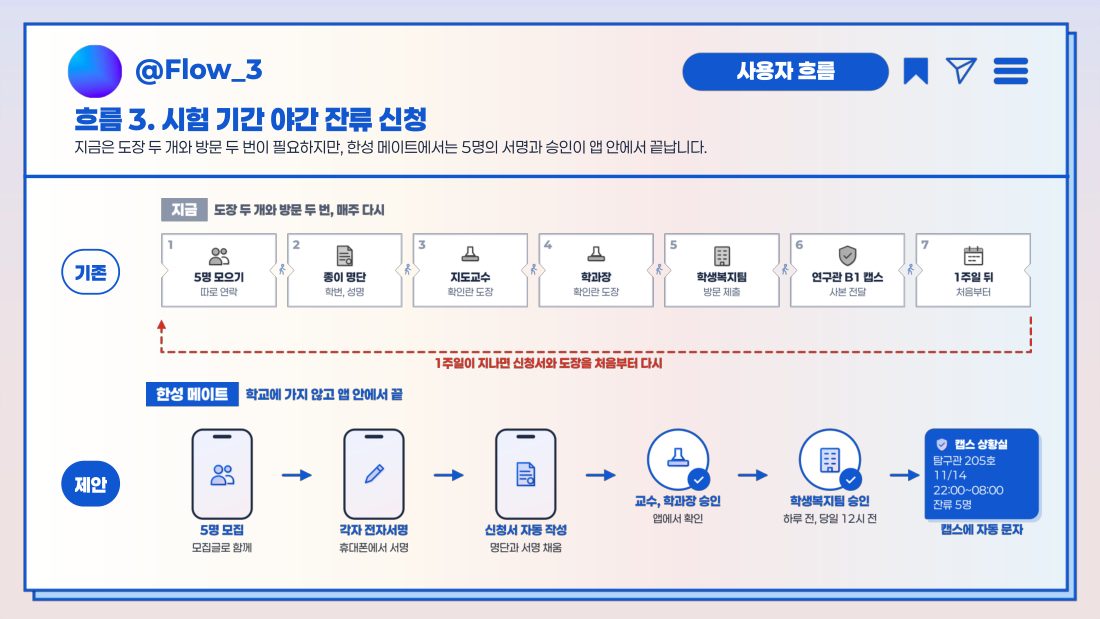 @Flow_3
사용자 흐름
흐름 3. 시험 기간 야간 잔류 신청
지금은 도장 두 개와 방문 두 번이 필요하지만, 한성 메이트에서는 5명의 서명과 승인이 앱 안에서 끝납니다.
지금 도장 두 개와 방문 두 번, 매주 다시
기존
1
5명 모으기
따로 연락
2
종이 명단
학번, 성명
3
지도교수
확인란 도장
4
학과장
확인란 도장
5
학생복지팀
방문 제출
6
연구관 B1 캡스
사본 전달
7
1주일 뒤
처음부터
1주일이 지나면 신청서와 도장을 처음부터 다시
한성 메이트 학교에 가지 않고 앱 안에서 끝
제안
5명 모집
모집글로 함께
각자 전자서명
휴대폰에서 서명
신청서 자동 작성
명단과 서명 채움
교수, 학과장 승인
앱에서 확인
학생복지팀 승인
하루 전, 당일 12시 전
캡스 상황실
탐구관 205호
11/14
22:00~08:00
잔류 5명
캡스에 자동 문자